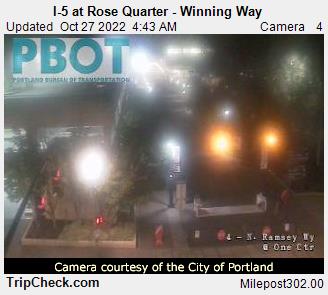 I-5 at Rose Quarter - Winning Way
Updated Oct 27 2022 4:43 AM Camera 4
PBOT
PORTLAND BUREAU OF TRANSPORTATION
4 - N. Ramsey Wy
@ One Ctr
Camera courtesy of the City of Portland
TripCheck.com Milepost302.00